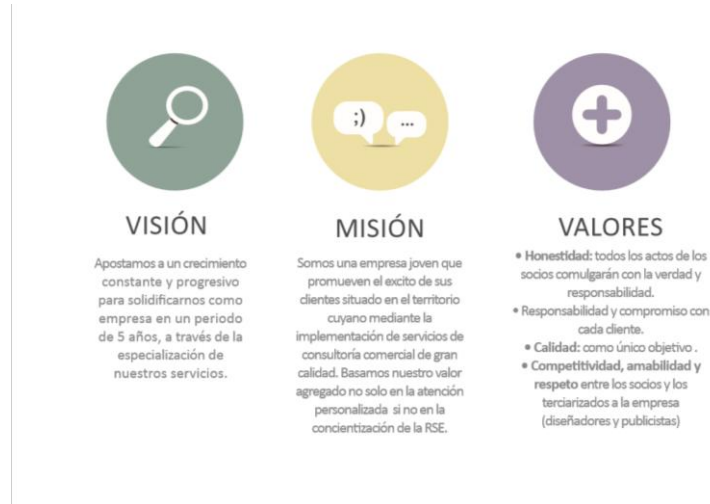 ;)
...
VISIÓN
Apostamos a un crecimiento
constante y progresivo
para solidificarnos como
empresa en un periodo
de 5 años, a través de la
especialización de
nuestros servicios.
MISIÓN
Somos una empresa joven que
promueven el excito de sus
clientes situado en el territorio
cuyano mediante la
implementación de servicios de
consultoría comercial de gran
calidad. Basamos nuestro valor
agregado no solo en la atención
personalizada si no en la
concientización de la RSE.
VALORES
• Honestidad: todos los actos de los
socios comulgarán con la verdad y
responsabilidad.
• Responsabilidad y compromiso con
cada cliente.
• Calidad: como único objetivo .
• Competitividad, amabilidad y
respeto entre los socios y los
terciarizados a la empresa
(diseñadores y publicistas)